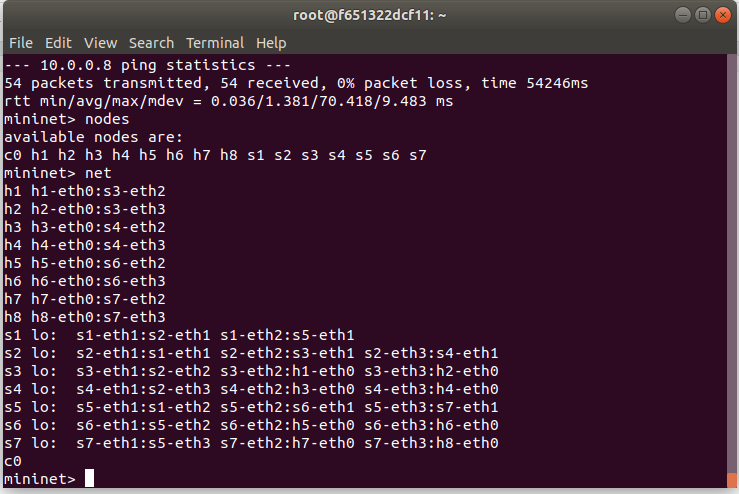 root@f651322dcf11: ~
File Edit View Search Terminal Help
--- 10.0.0.8 ping statistics ---
54 packets transmitted, 54 received, 0% packet loss, time 54246ms
rtt min/avg/max/mdev = 0.036/1.381/70.418/9.483 ms
mininet> nodes
available nodes are:
c0 h1 h2 h3 h4 h5 h6 h7 h8 s1 s2 s3 s4 s5 s6 s7
mininet> net
h1 h1-eth0:s3-eth2
h2 h2-eth0:s3-eth3
h3 h3-eth0:s4-eth2
h4 h4-eth0:s4-eth3
h5 h5-eth0:s6-eth2
h6 h6-eth0:s6-eth3
h7 h7-eth0:s7-eth2
h8 h8-eth0:s7-eth3
s1 lo:  s1-eth1:s2-eth1 s1-eth2:s5-eth1
s2 lo:  s2-eth1:s1-eth1 s2-eth2:s3-eth1 s2-eth3:s4-eth1
s3 lo:  s3-eth1:s2-eth2 s3-eth2:h1-eth0 s3-eth3:h2-eth0
s4 lo:  s4-eth1:s2-eth3 s4-eth2:h3-eth0 s4-eth3:h4-eth0
s5 lo:  s5-eth1:s1-eth2 s5-eth2:s6-eth1 s5-eth3:s7-eth1
s6 lo:  s6-eth1:s5-eth2 s6-eth2:h5-eth0 s6-eth3:h6-eth0
s7 lo:  s7-eth1:s5-eth3 s7-eth2:h7-eth0 s7-eth3:h8-eth0
c0
mininet>